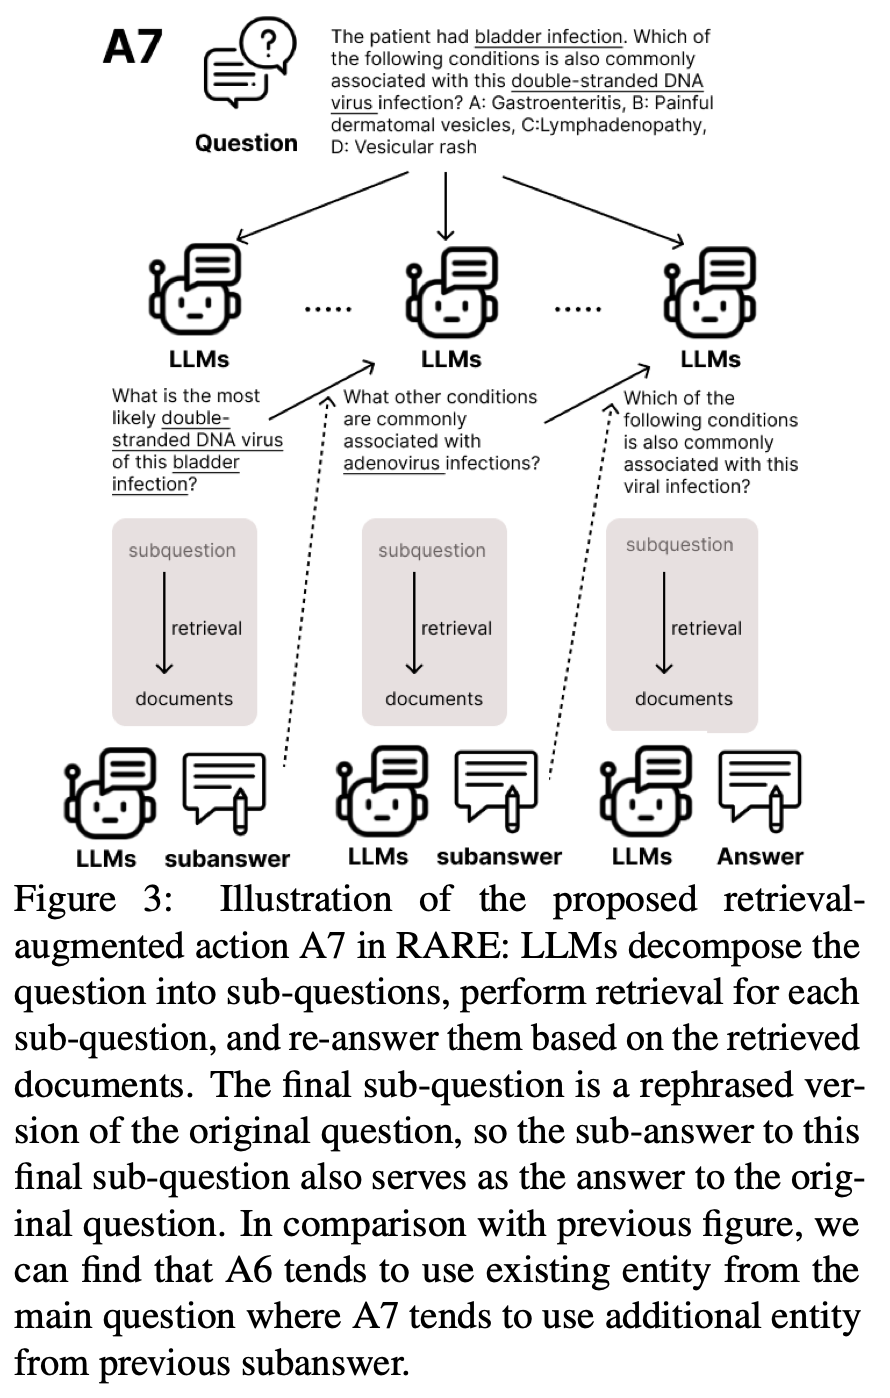 A7
Question
The patient had bladder infection. Which of
the following conditions is also commonly
associated with this double-stranded DNA
virus infection? A: Gastroenteritis, B: Painful
dermatomal vesicles, C:Lymphadenopathy,
D: Vesicular rash
LLMs
.....
LLMs
.....
LLMs
What is the most
likely double-
stranded DNA virus
of this bladder
infection?
What other conditions
are commonly
associated with
adenovirus infections?
Which of the
following conditions
is also commonly
associated with this
viral infection?
subquestion
retrieval
documents
subquestion
retrieval
documents
subquestion
retrieval
documents
LLMs
subanswer
LLMs
subanswer
LLMs
Answer
Figure 3: Illustration of the proposed retrieval-
augmented action A7 in RARE: LLMs decompose the
question into sub-questions, perform retrieval for each
sub-question, and re-answer them based on the retrieved
documents. The final sub-question is a rephrased ver-
sion of the original question, so the sub-answer to this
final sub-question also serves as the answer to the orig-
inal question. In comparison with previous figure, we
can find that A6 tends to use existing entity from the
main question where A7 tends to use additional entity
from previous subanswer.